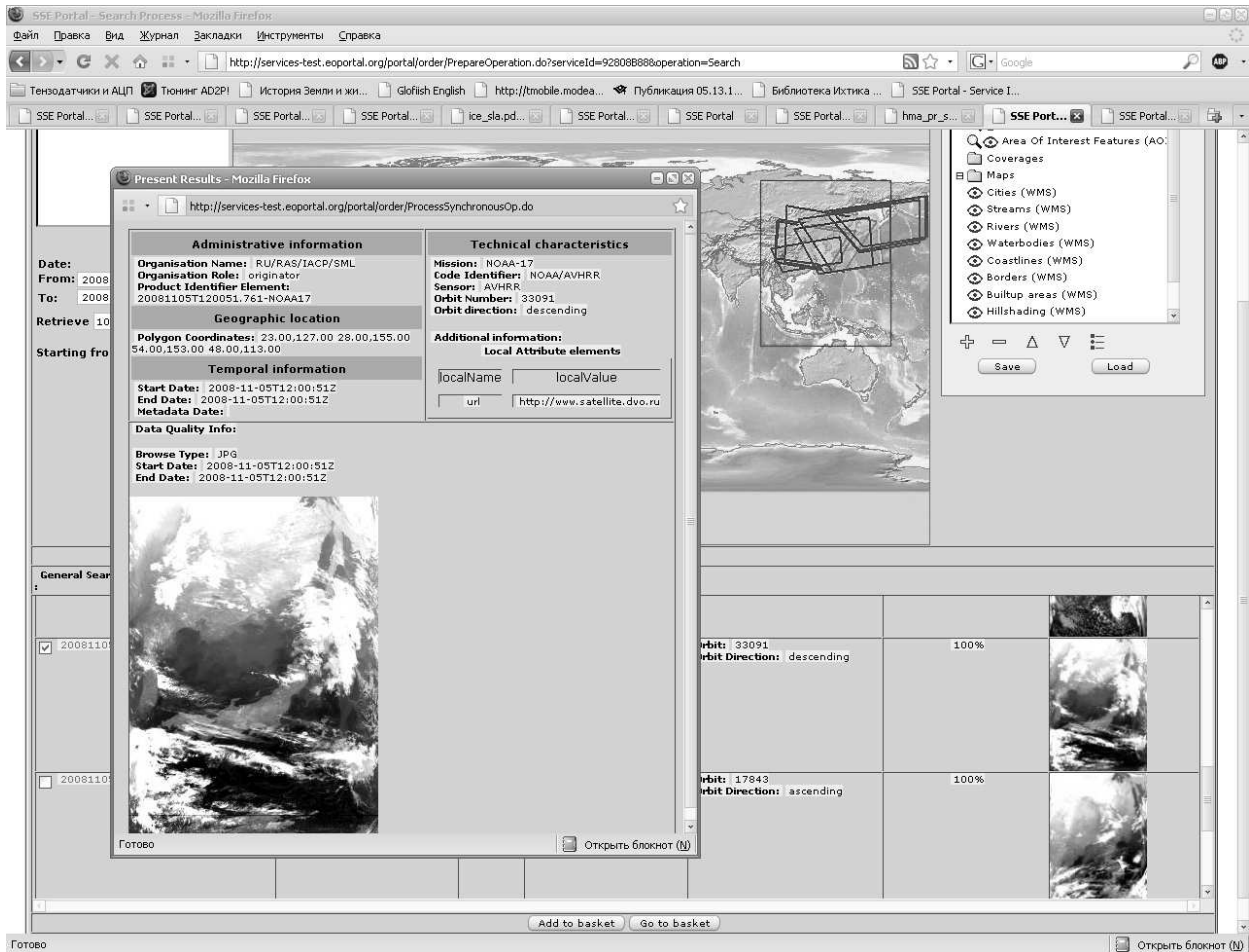 SSE Portal - Search Process - Mozilla Firefox
Файл Правка Вид Журнал Закладки Инструменты Справка
http://services-test.eoportal.org/portal/order/PrepareOperation.do?serviceId=92808B88&operation=Search
G Google
ABP
Тензодатчики и АЦП Тюнинг AD2P! История Земли и жи... Glofiish English http://tmobile.modea... Публикация 05.13.1... Библиотека Ихтика ... SSE Portal - Service I...
SSE Portal... SSE Portal... SSE Portal... SSE Portal... ice_sla.pd... SSE Portal... SSE Portal SSE Portal... hma_pr_s... SSE Port... SSE Portal...
Area Of Interest Features (AO:
Coverages
Maps
Cities (WMS)
Streams (WMS)
Rivers (WMS)
Waterbodies (WMS)
Coastlines (WMS)
Borders (WMS)
Builtup areas (WMS)
Hillshading (WMS)
Save Load
Date:
From: 2008
To: 2008
Retrieve 10
Starting fro
Present Results - Mozilla Firefox
http://services-test.eoportal.org/portal/order/ProcessSynchronousOp.do
Administrative information
Organisation Name: RU/RAS/IACP/SML
Organisation Role: originator
Product Identifier Element:
20081105T120051.761-NOAA17
Geographic location
Polygon Coordinates: 23.00,127.00 28.00,155.00
54.00,153.00 48.00,113.00
Temporal information
Start Date: 2008-11-05T12:00:51Z
End Date: 2008-11-05T12:00:51Z
Metadata Date:
Technical characteristics
Mission: NOAA-17
Code Identifier: NOAA/AVHRR
Sensor: AVHRR
Orbit Number: 33091
Orbit direction: descending
Additional information:
Local Attribute elements
localName localValue
url http://www.satellite.dvo.ru
Data Quality Info:
Browse Type: JPG
Start Date: 2008-11-05T12:00:51Z
End Date: 2008-11-05T12:00:51Z
Готово Открыть блокнот (N)
General Sear
:
2008110
rbit: 33091
rbit Direction: descending
100%
2008110
rbit: 17843
rbit Direction: ascending
100%
Add to basket Go to basket
Готово Открыть блокнот (N)